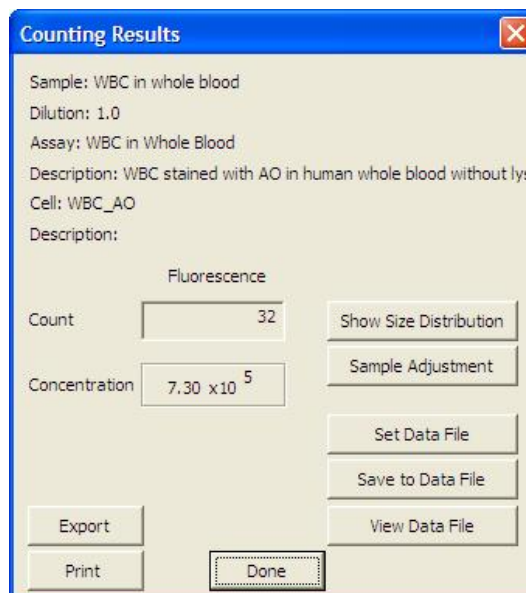 Counting Results
Sample: WBC in whole blood
Dilution: 1.0
Assay: WBC in Whole Blood
Description: WBC stained with AO in human whole blood without lys
Cell: WBC_AO
Description:
Fluorescence
Count 32 Show Size Distribution
Sample Adjustment
Concentration 7.30 x10 5
Set Data File
Save to Data File
Export View Data File
Print Done